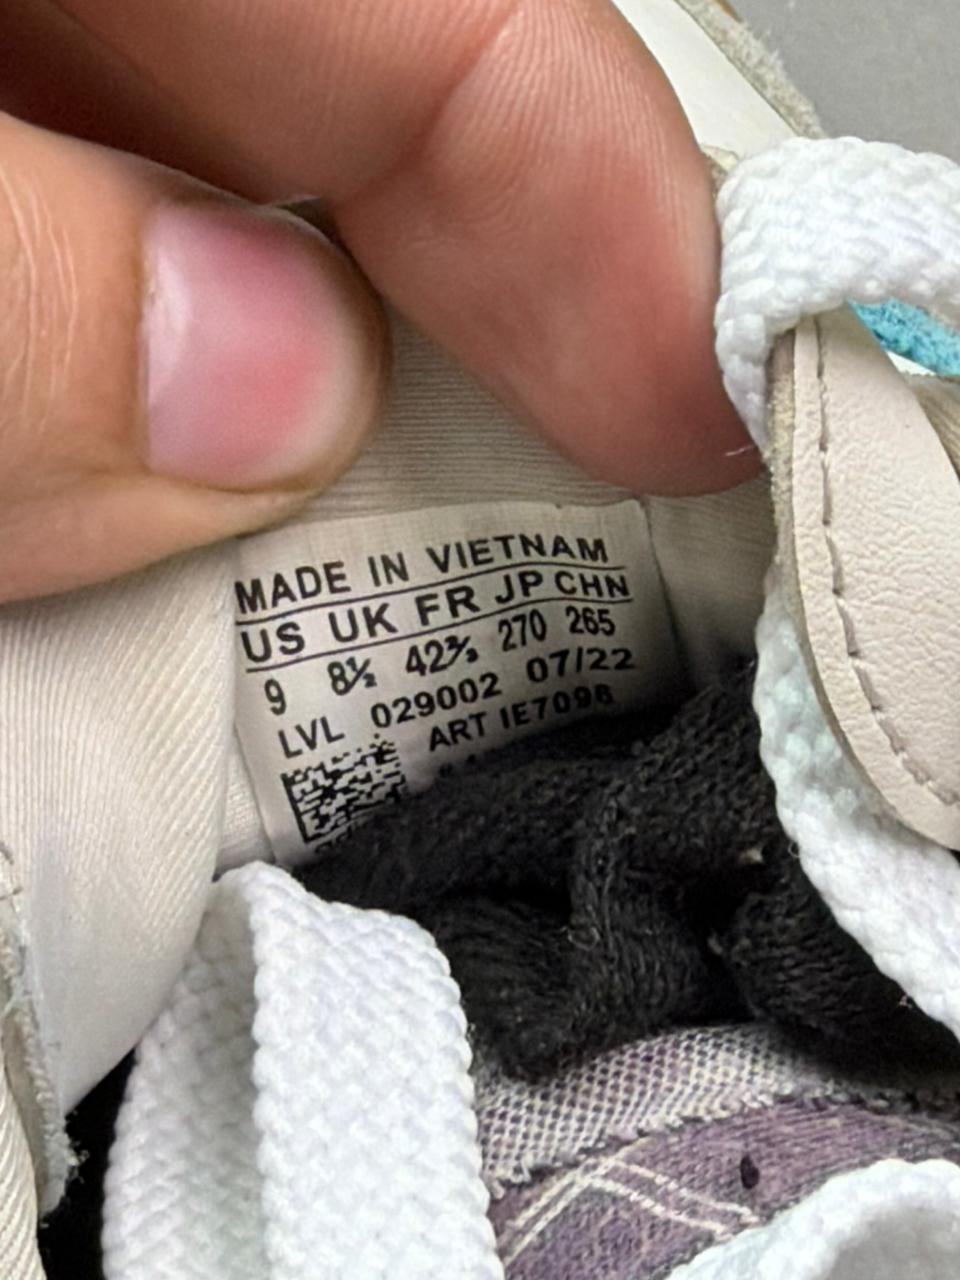 MADE IN VIETNAM
US UK FR JP CHN
9 8½ 42⅔ 270 265
LVL 029002 07/22
ART IE7096